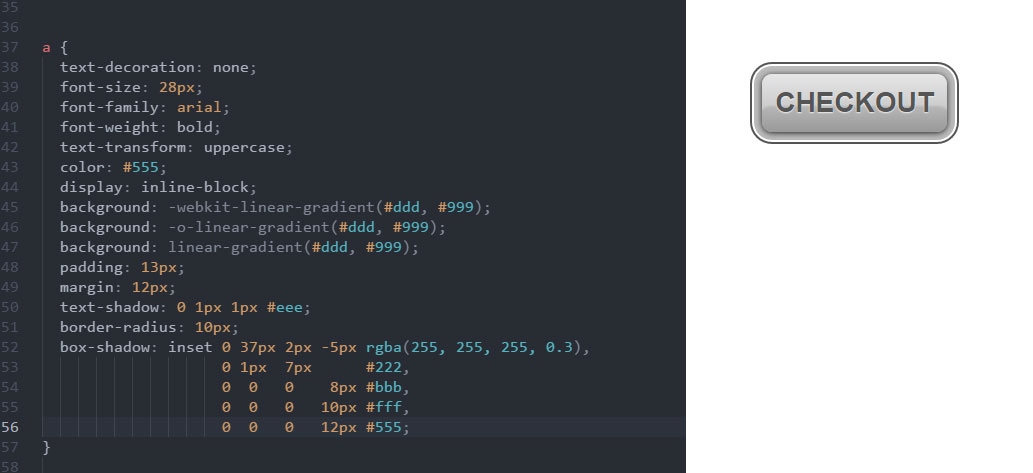 35
36
37 a {
38 text-decoration: none;
39 font-size: 28px;
40 font-family: arial;
41 font-weight: bold;
42 text-transform: uppercase;
43 color: #555;
44 display: inline-block;
45 background: -webkit-linear-gradient(#ddd, #999);
46 background: -o-linear-gradient(#ddd, #999);
47 background: linear-gradient(#ddd, #999);
48 padding: 13px;
49 margin: 12px;
50 text-shadow: 0 1px 1px #eee;
51 border-radius: 10px;
52 box-shadow: inset 0 37px 2px -5px rgba(255, 255, 255, 0.3),
53 0 1px 7px #222,
54 0 0 0 8px #bbb,
55 0 0 0 10px #fff,
56 0 0 0 12px #555;
57 }
58
CHECKOUT